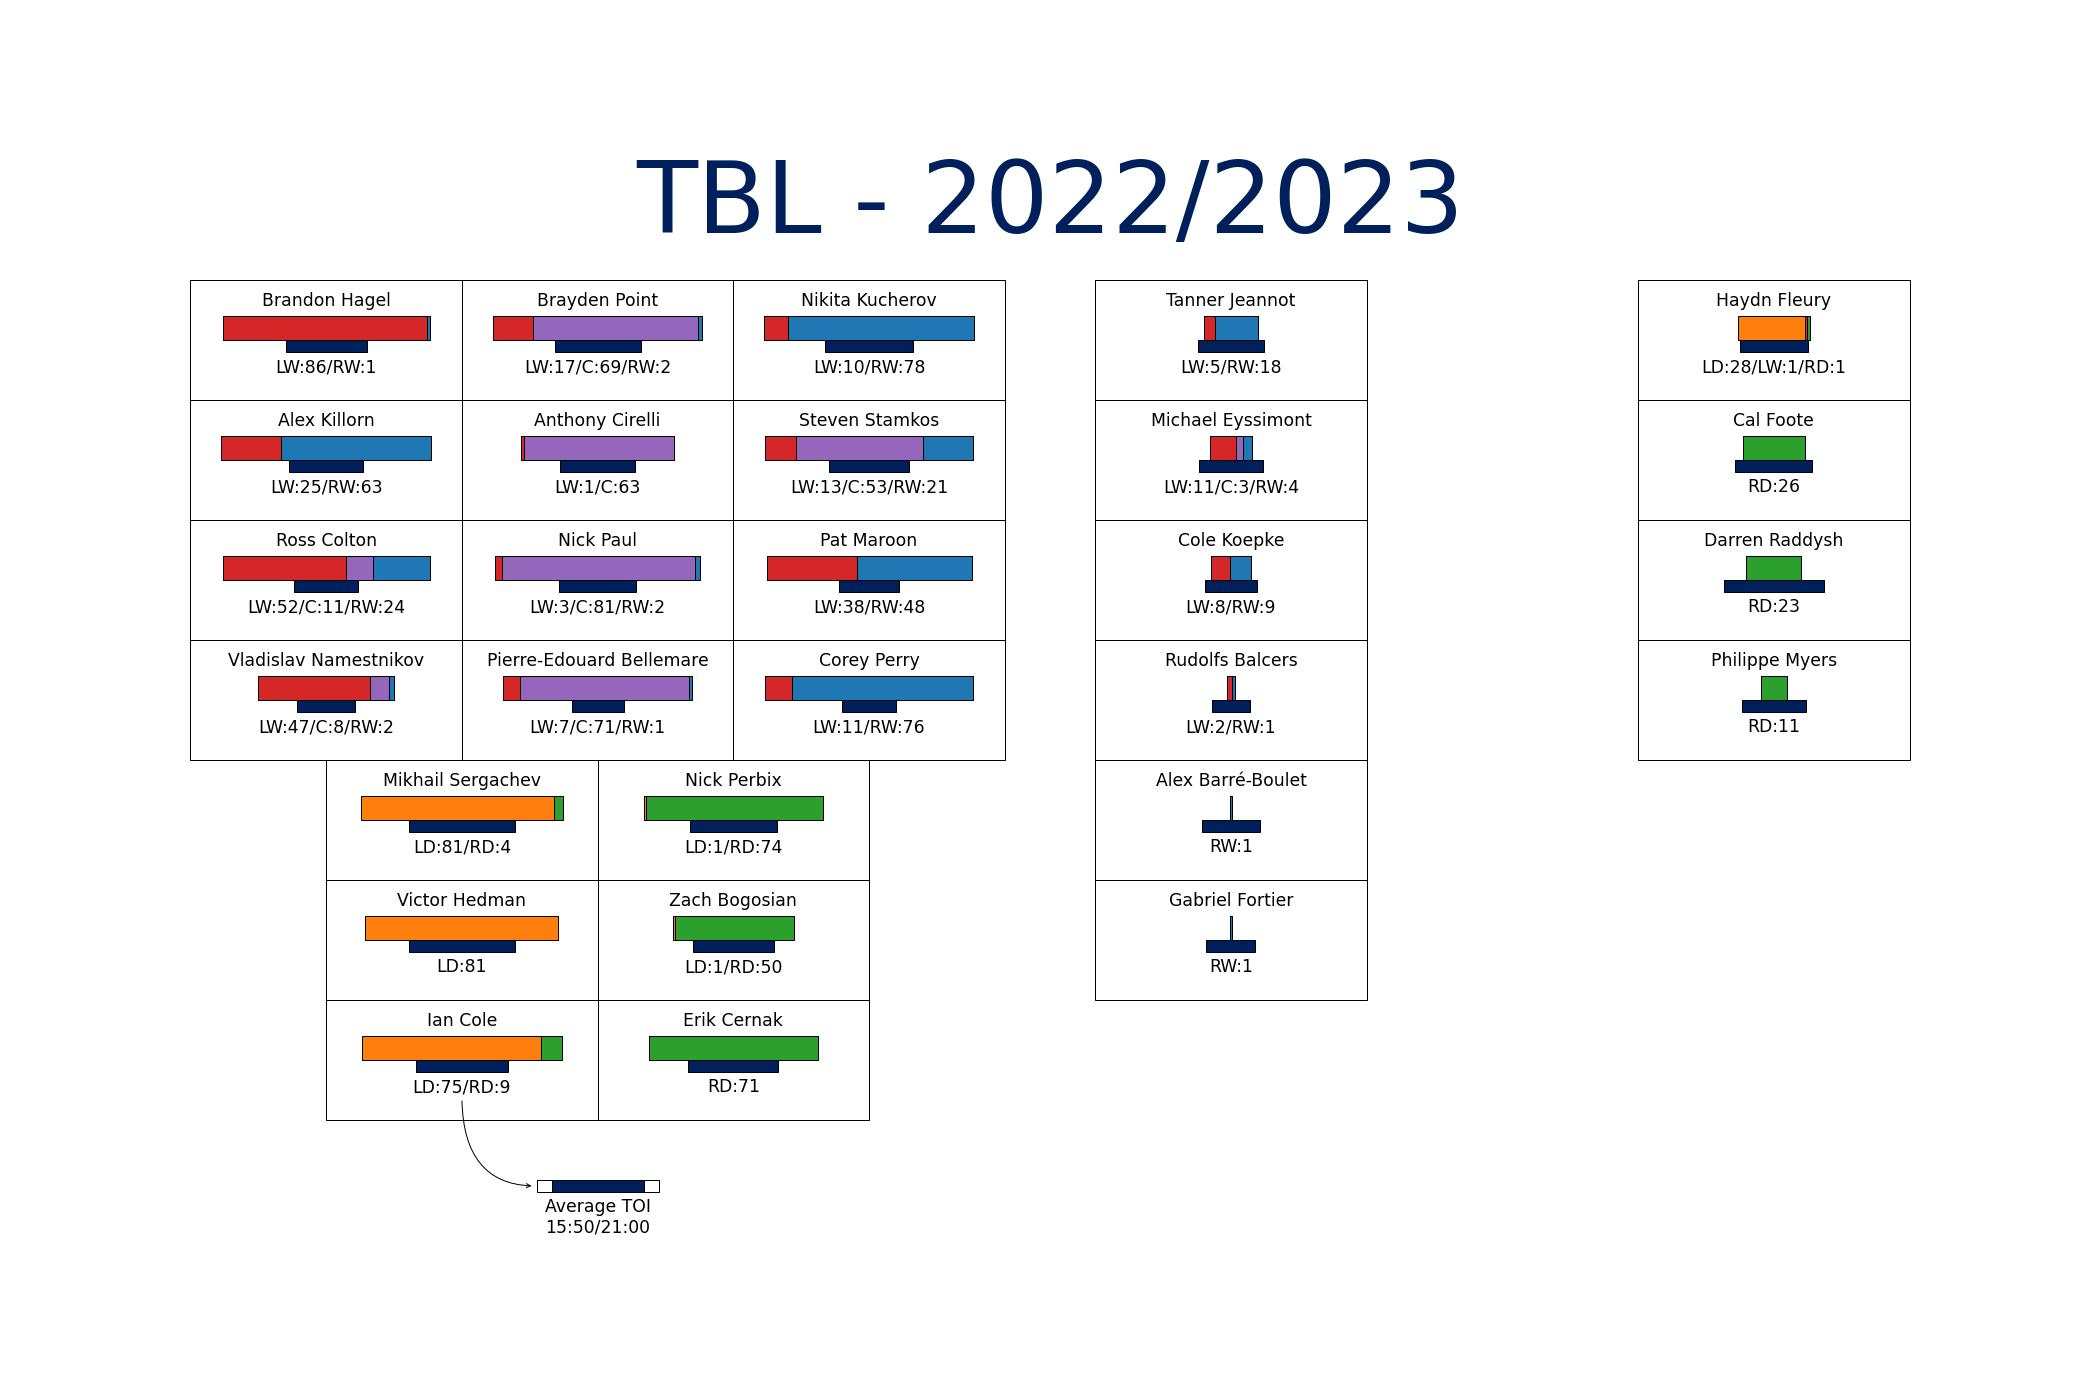 TBL - 2022/2023
Brandon Hagel
LW:86/RW:1
Brayden Point
LW:17/C:69/RW:2
Nikita Kucherov
LW:10/RW:78
Alex Killorn
LW:25/RW:63
Anthony Cirelli
LW:1/C:63
Steven Stamkos
LW:13/C:53/RW:21
Ross Colton
LW:52/C:11/RW:24
Nick Paul
LW:3/C:81/RW:2
Pat Maroon
LW:38/RW:48
Vladislav Namestnikov
LW:47/C:8/RW:2
Pierre-Edouard Bellemare
LW:7/C:71/RW:1
Corey Perry
LW:11/RW:76
Mikhail Sergachev
LD:81/RD:4
Nick Perbix
LD:1/RD:74
Victor Hedman
LD:81
Zach Bogosian
LD:1/RD:50
Ian Cole
LD:75/RD:9
Erik Cernak
RD:71
Average TOI
15:50/21:00
Tanner Jeannot
LW:5/RW:18
Michael Eyssimont
LW:11/C:3/RW:4
Cole Koepke
LW:8/RW:9
Rudolfs Balcers
LW:2/RW:1
Alex Barré-Boulet
RW:1
Gabriel Fortier
RW:1
Haydn Fleury
LD:28/LW:1/RD:1
Cal Foote
RD:26
Darren Raddysh
RD:23
Philippe Myers
RD:11